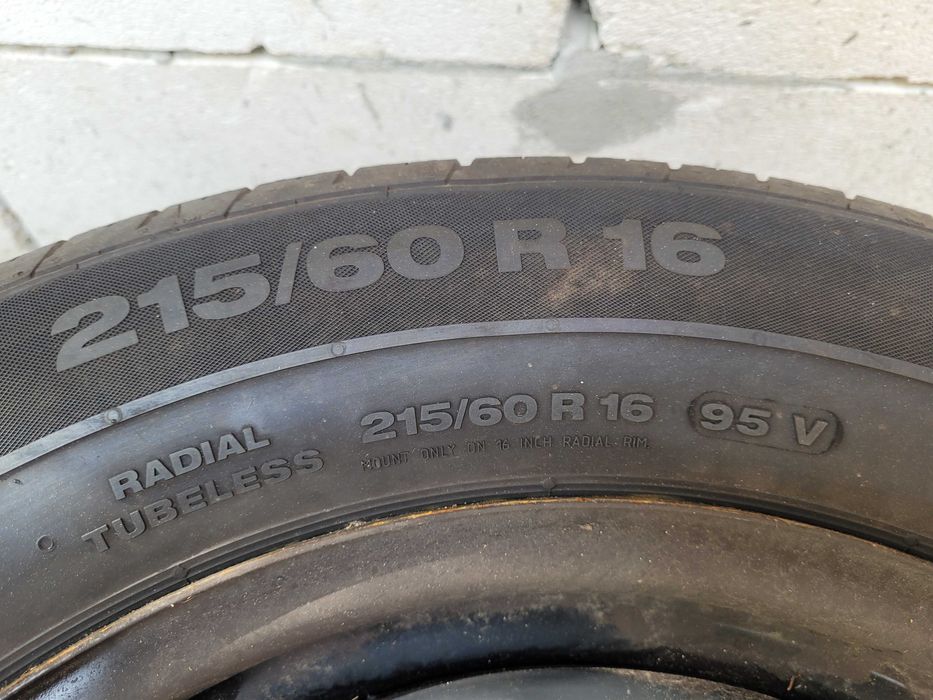 215/60 R 16
RADIAL
TUBELESS
215/60 R 16 95 V
MOUNT ONLY ON 16 INCH RADIAL RIM.